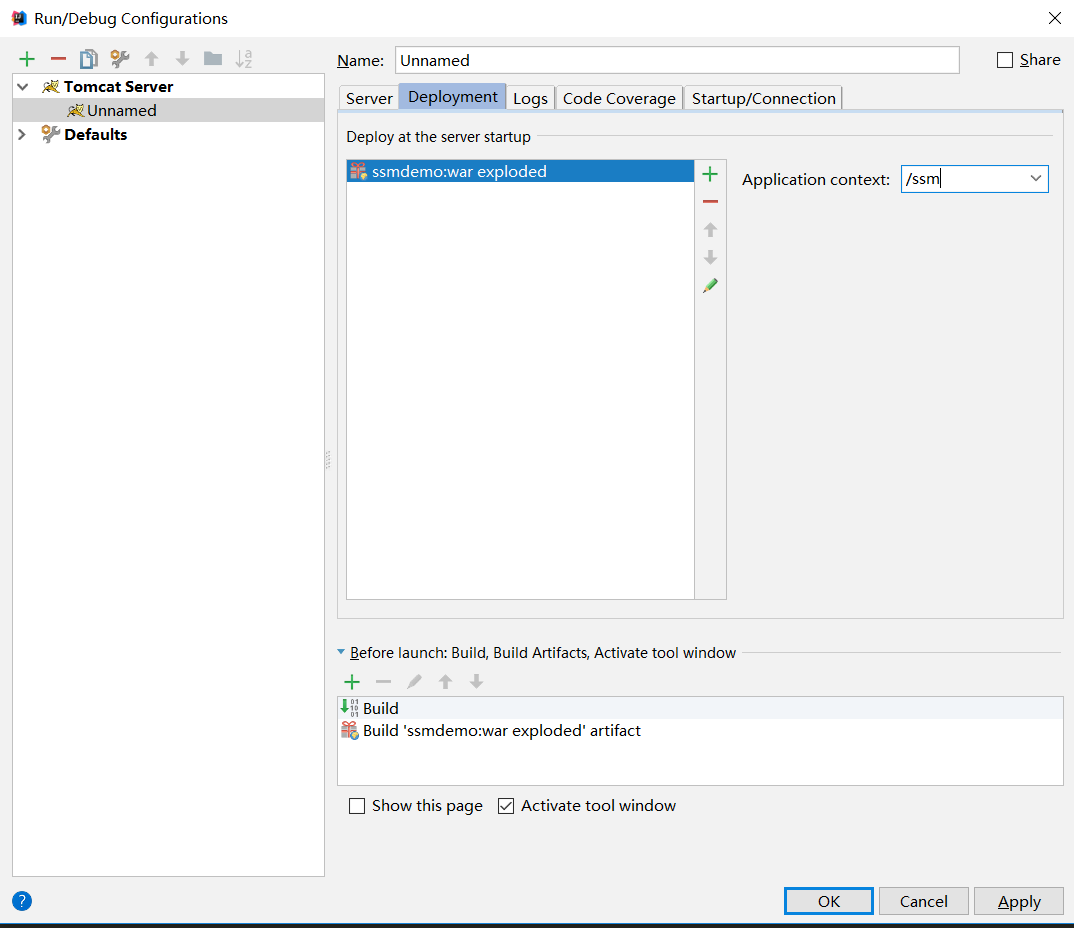 Run/Debug Configurations
Name: Unnamed
Share
Tomcat Server
Unnamed
Defaults
Server Deployment Logs Code Coverage Startup/Connection
Deploy at the server startup
ssmdemo:war exploded
Application context: /ssm
Before launch: Build, Build Artifacts, Activate tool window
Build
Build 'ssmdemo:war exploded' artifact
Show this page Activate tool window
? OK Cancel Apply